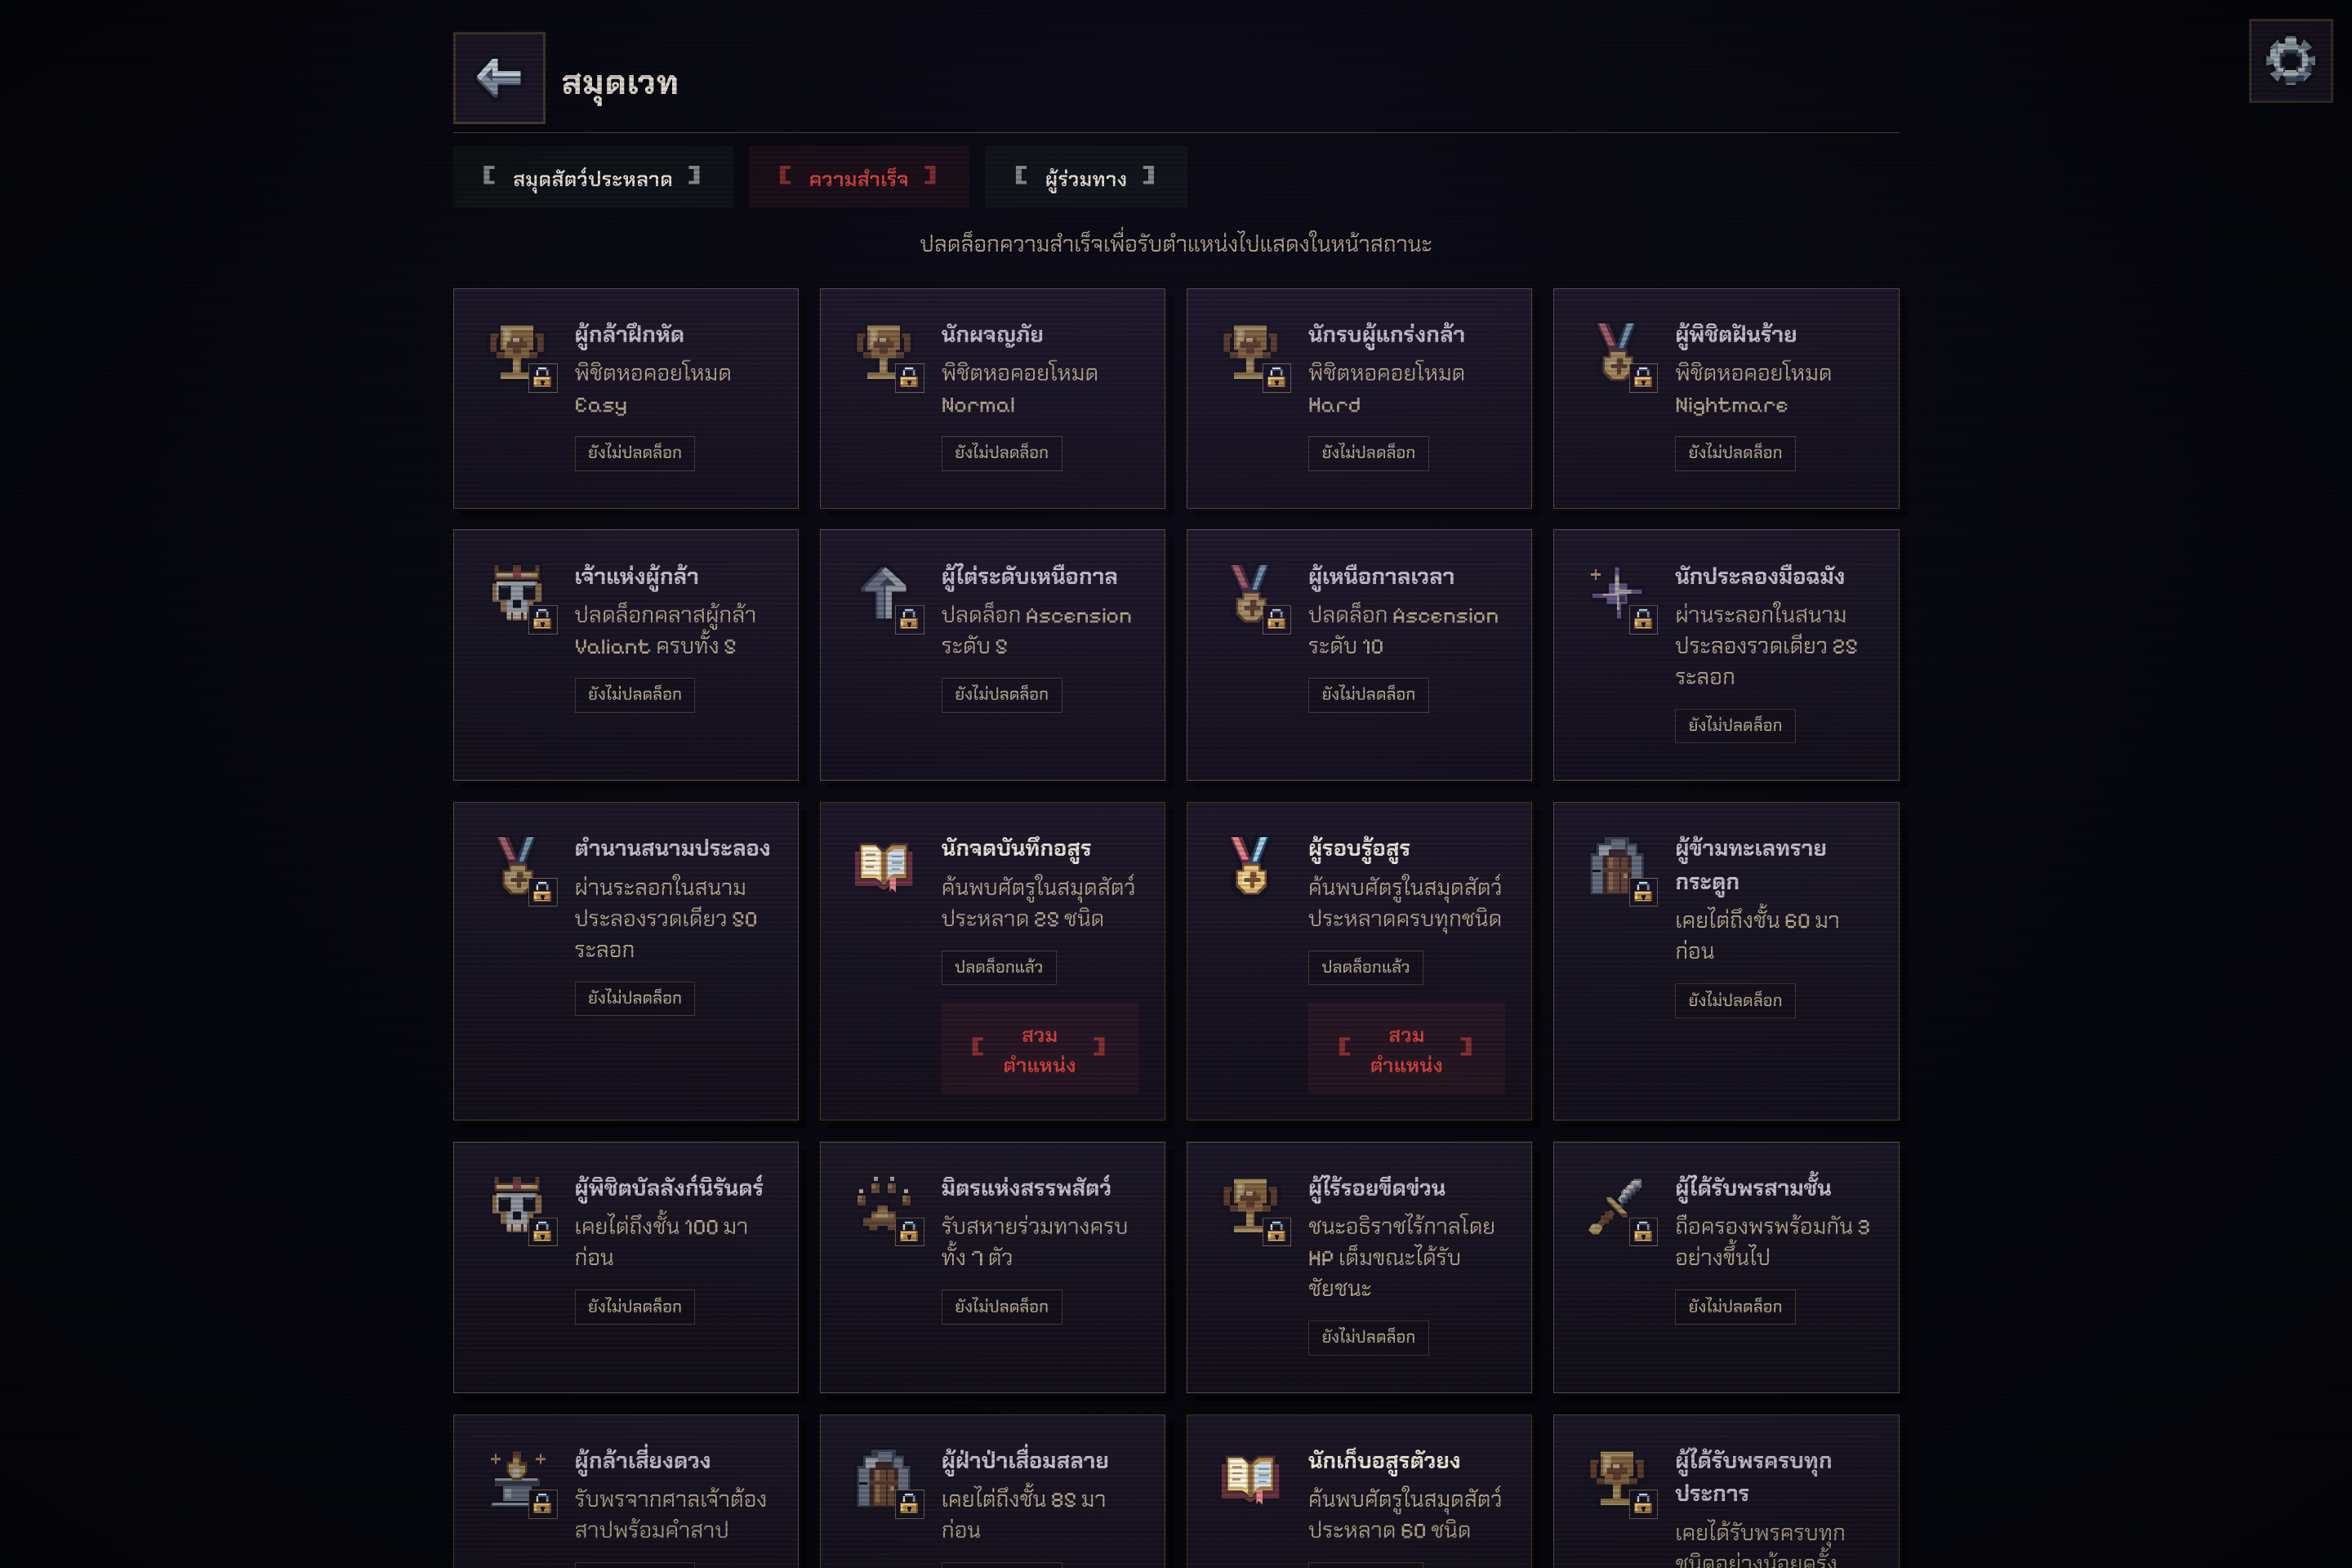 สมุดเวท
สมุดสัตว์ประหลาด
ความสำเร็จ
ผู้ร่วมทาง
ปลดล็อกความสำเร็จเพื่อรับตำแหน่งไปแสดงในหน้าสถานะ
ผู้กล้าฝึกหัด
พิชิตหอคอยโหมด
Easy
ยังไม่ปลดล็อก
นักผจญภัย
พิชิตหอคอยโหมด
Normal
ยังไม่ปลดล็อก
นักรบผู้แกร่งกล้า
พิชิตหอคอยโหมด
Hard
ยังไม่ปลดล็อก
ผู้พิชิตฝันร้าย
พิชิตหอคอยโหมด
Nightmare
ยังไม่ปลดล็อก
เจ้าแห่งผู้กล้า
ปลดล็อกคลาสผู้กล้า
Valiant ครบทั้ง 5
ยังไม่ปลดล็อก
ผู้ไต่ระดับเหนือกาล
ปลดล็อก Ascension
ระดับ 5
ยังไม่ปลดล็อก
ผู้เหนือกาลเวลา
ปลดล็อก Ascension
ระดับ 10
ยังไม่ปลดล็อก
นักประลองมือฉมัง
ผ่านระลอกในสนาม
ประลองรวดเดียว 25
ระลอก
ยังไม่ปลดล็อก
ตำนานสนามประลอง
ผ่านระลอกในสนาม
ประลองรวดเดียว 50
ระลอก
ยังไม่ปลดล็อก
นักจดบันทึกอสูร
ค้นพบศัตรูในสมุดสัตว์
ประหลาด 25 ชนิด
ปลดล็อกแล้ว
สวม
ตำแหน่ง
ผู้รอบรู้อสูร
ค้นพบศัตรูในสมุดสัตว์
ประหลาดครบทุกชนิด
ปลดล็อกแล้ว
สวม
ตำแหน่ง
ผู้ข้ามทะเลทราย
กระดูก
เคยไต่ถึงชั้น 60 มา
ก่อน
ยังไม่ปลดล็อก
ผู้พิชิตบัลลังก์นิรันดร์
เคยไต่ถึงชั้น 100 มา
ก่อน
ยังไม่ปลดล็อก
มิตรแห่งสรรพสัตว์
รับสหายร่วมทางครบ
ทั้ง 7 ตัว
ยังไม่ปลดล็อก
ผู้ไร้รอยขีดข่วน
ชนะอธิราชไร้กาลโดย
HP เต็มขณะได้รับ
ชัยชนะ
ยังไม่ปลดล็อก
ผู้ได้รับพรสามชั้น
ถือครองพรพร้อมกัน 3
อย่างขึ้นไป
ยังไม่ปลดล็อก
ผู้กล้าเสี่ยงดวง
รับพรจากศาลเจ้าต้อง
สาปพร้อมคำสาป
ผู้ฝ่าป่าเสื่อมสลาย
เคยไต่ถึงชั้น 85 มา
ก่อน
นักเก็บอสูรตัวยง
ค้นพบศัตรูในสมุดสัตว์
ประหลาด 60 ชนิด
ผู้ได้รับพรครบทุก
ประการ
เคยได้รับพรครบทุก
ชนิดอย่างน้อยครั้ง